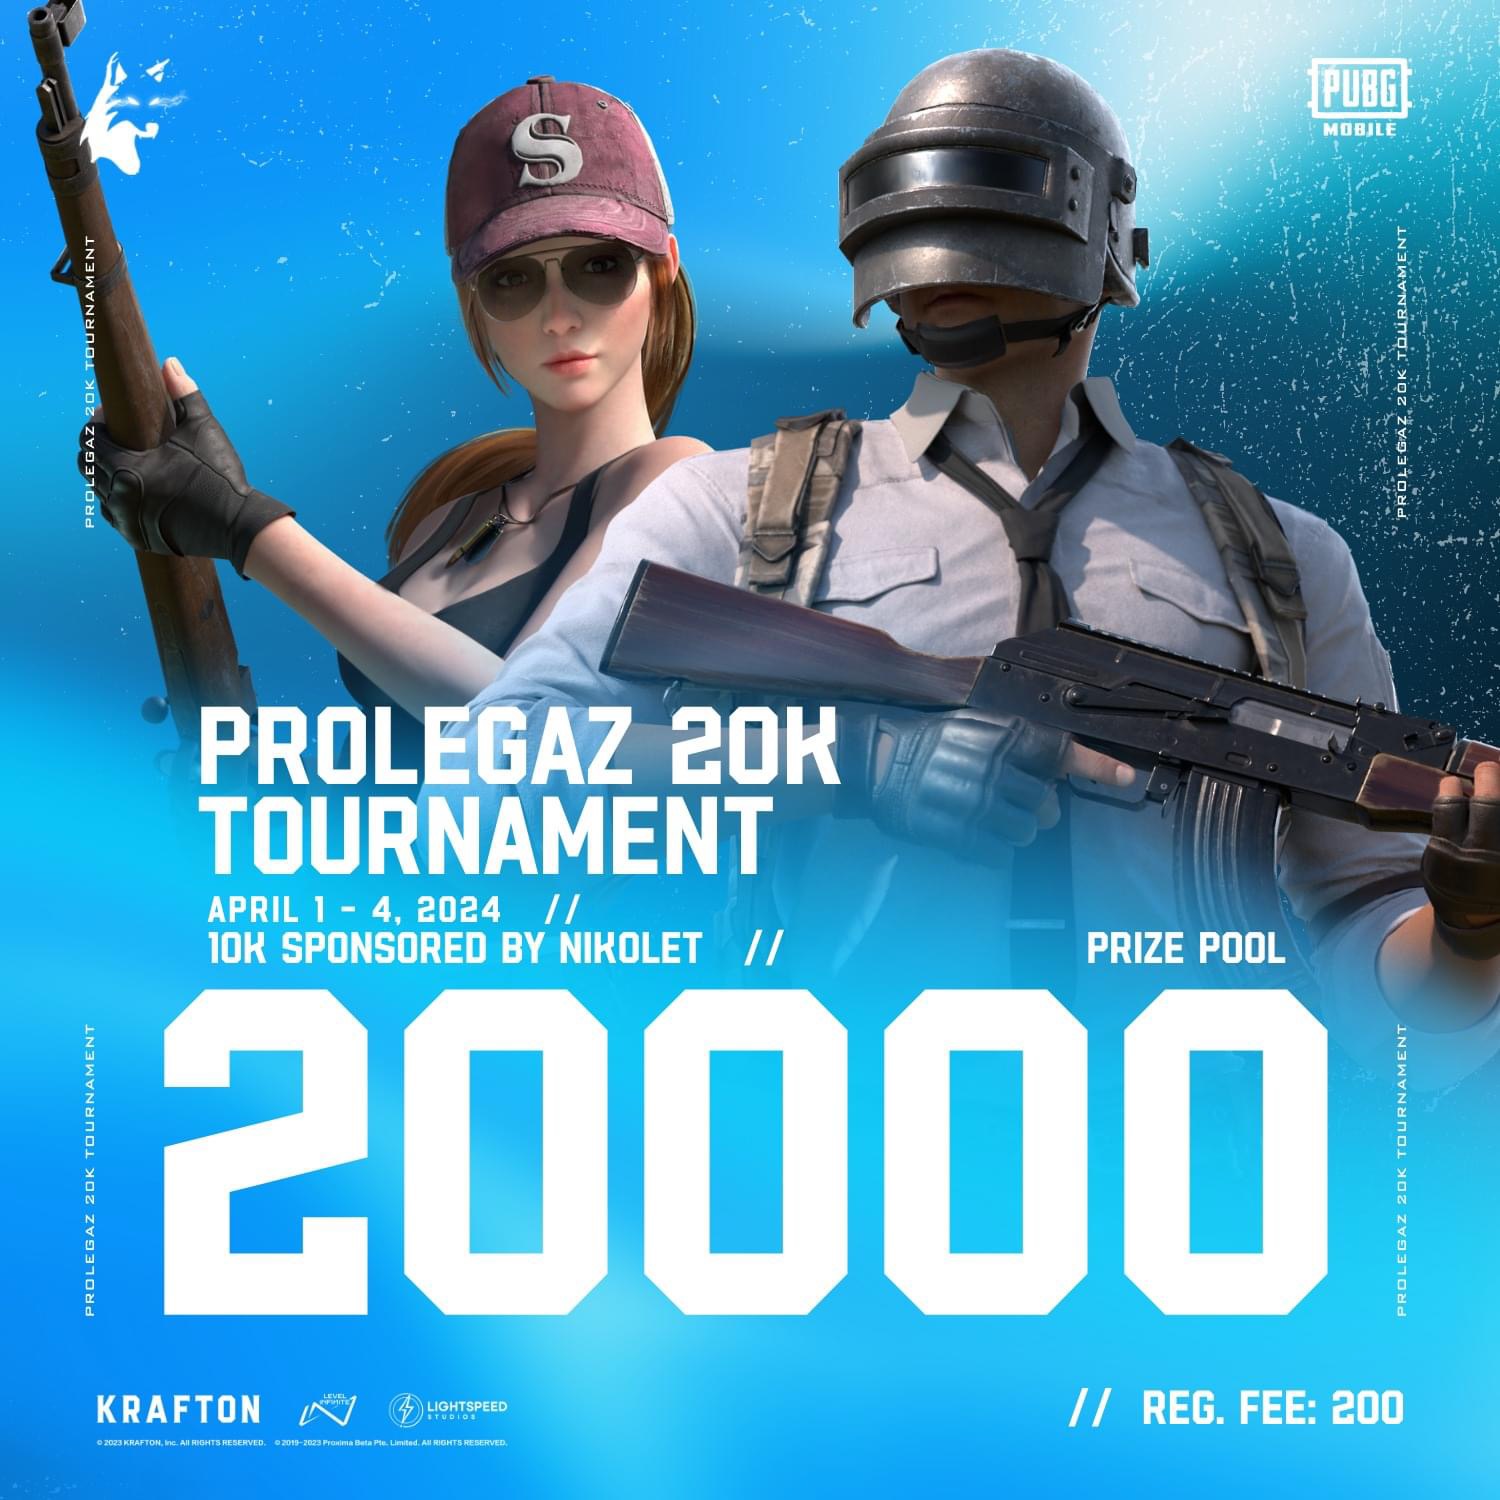 PUBG
MOBILE
S
PROLEGAZ 20K TOURNAMENT
PROLEGAZ 20K TOURNAMENT
PROLEGAZ 20K
TOURNAMENT
APRIL 1 - 4, 2024 //
10K SPONSORED BY NIKOLET //
PRIZE POOL
20000
PROLEGAZ 20K TOURNAMENT
PROLEGAZ 20K TOURNAMENT
KRAFTON
LEVEL
INFINITE
LIGHTSPEED
STUDIOS
© 2023 KRAFTON, Inc. All RIGHTS RESERVED.
© 2019-2023 Proxima Beta Pte. Limited. All RIGHTS RESERVED.
// REG. FEE: 200